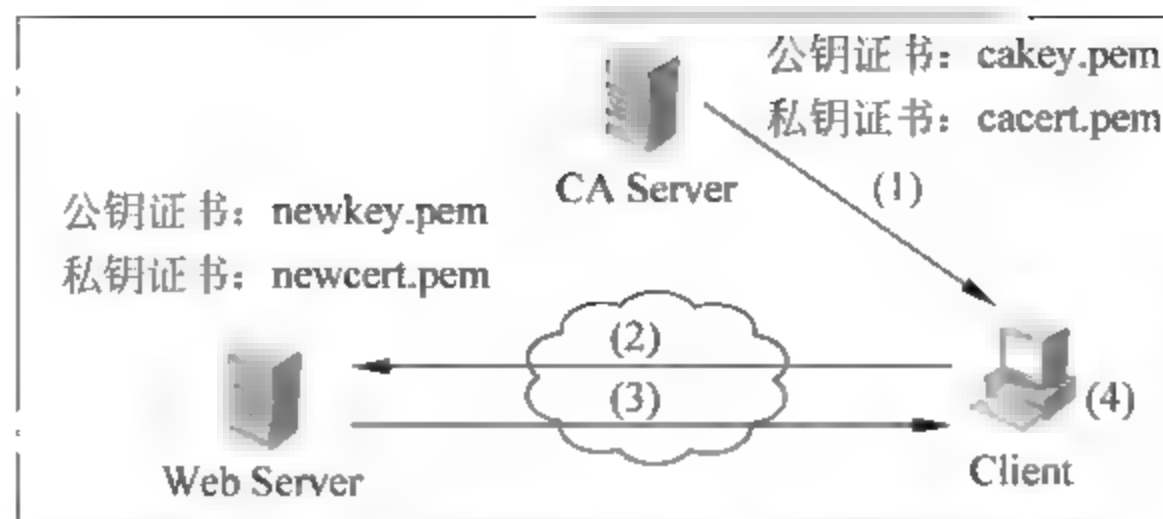 公钥证书：cakey.pem
私钥证书：cacert.pem
CA Server
(1)
公钥证书：newkey.pem
私钥证书：newcert.pem
(2)
(3)
(4)
Web Server
Client